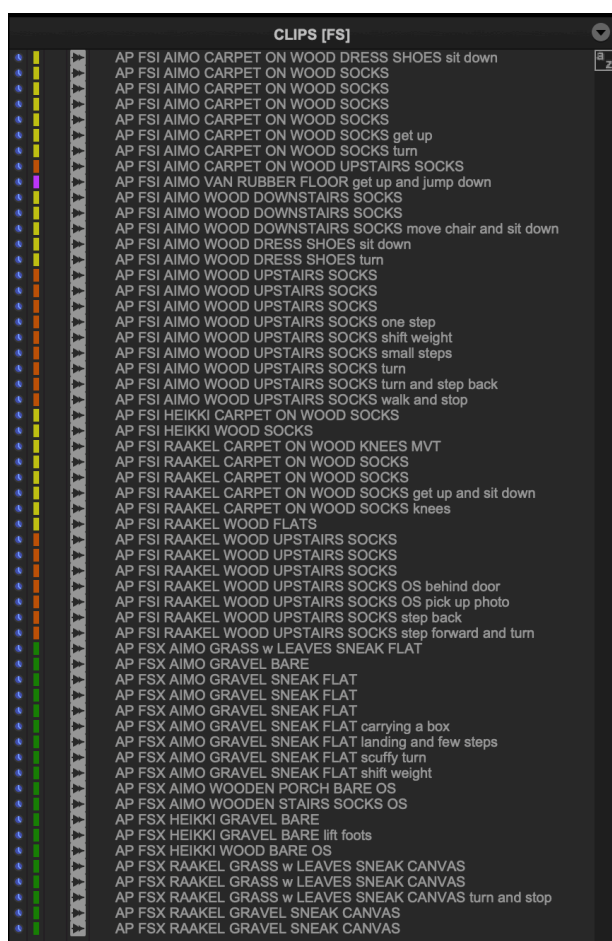 CLIPS [FS]
a z
AP FSI AIMO CARPET ON WOOD DRESS SHOES sit down
AP FSI AIMO CARPET ON WOOD SOCKS
AP FSI AIMO CARPET ON WOOD SOCKS
AP FSI AIMO CARPET ON WOOD SOCKS
AP FSI AIMO CARPET ON WOOD SOCKS
AP FSI AIMO CARPET ON WOOD SOCKS get up
AP FSI AIMO CARPET ON WOOD SOCKS turn
AP FSI AIMO CARPET ON WOOD UPSTAIRS SOCKS
AP FSI AIMO VAN RUBBER FLOOR get up and jump down
AP FSI AIMO WOOD DOWNSTAIRS SOCKS
AP FSI AIMO WOOD DOWNSTAIRS SOCKS
AP FSI AIMO WOOD DOWNSTAIRS SOCKS move chair and sit down
AP FSI AIMO WOOD DRESS SHOES sit down
AP FSI AIMO WOOD DRESS SHOES turn
AP FSI AIMO WOOD UPSTAIRS SOCKS
AP FSI AIMO WOOD UPSTAIRS SOCKS
AP FSI AIMO WOOD UPSTAIRS SOCKS
AP FSI AIMO WOOD UPSTAIRS SOCKS one step
AP FSI AIMO WOOD UPSTAIRS SOCKS shift weight
AP FSI AIMO WOOD UPSTAIRS SOCKS small steps
AP FSI AIMO WOOD UPSTAIRS SOCKS turn
AP FSI AIMO WOOD UPSTAIRS SOCKS turn and step back
AP FSI AIMO WOOD UPSTAIRS SOCKS walk and stop
AP FSI HEIKKI CARPET ON WOOD SOCKS
AP FSI HEIKKI WOOD SOCKS
AP FSI RAAKEL CARPET ON WOOD KNEES MVT
AP FSI RAAKEL CARPET ON WOOD SOCKS
AP FSI RAAKEL CARPET ON WOOD SOCKS
AP FSI RAAKEL CARPET ON WOOD SOCKS get up and sit down
AP FSI RAAKEL CARPET ON WOOD SOCKS knees
AP FSI RAAKEL WOOD FLATS
AP FSI RAAKEL WOOD UPSTAIRS SOCKS
AP FSI RAAKEL WOOD UPSTAIRS SOCKS
AP FSI RAAKEL WOOD UPSTAIRS SOCKS
AP FSI RAAKEL WOOD UPSTAIRS SOCKS OS behind door
AP FSI RAAKEL WOOD UPSTAIRS SOCKS OS pick up photo
AP FSI RAAKEL WOOD UPSTAIRS SOCKS step back
AP FSI RAAKEL WOOD UPSTAIRS SOCKS step forward and turn
AP FSX AIMO GRASS w LEAVES SNEAK FLAT
AP FSX AIMO GRAVEL BARE
AP FSX AIMO GRAVEL SNEAK FLAT
AP FSX AIMO GRAVEL SNEAK FLAT
AP FSX AIMO GRAVEL SNEAK FLAT
AP FSX AIMO GRAVEL SNEAK FLAT carrying a box
AP FSX AIMO GRAVEL SNEAK FLAT landing and few steps
AP FSX AIMO GRAVEL SNEAK FLAT scuffy turn
AP FSX AIMO GRAVEL SNEAK FLAT shift weight
AP FSX AIMO WOODEN PORCH BARE OS
AP FSX AIMO WOODEN STAIRS SOCKS OS
AP FSX HEIKKI GRAVEL BARE
AP FSX HEIKKI GRAVEL BARE lift foots
AP FSX HEIKKI WOOD BARE OS
AP FSX RAAKEL GRASS w LEAVES SNEAK CANVAS
AP FSX RAAKEL GRASS w LEAVES SNEAK CANVAS
AP FSX RAAKEL GRASS w LEAVES SNEAK CANVAS turn and stop
AP FSX RAAKEL GRAVEL SNEAK CANVAS
AP FSX RAAKEL GRAVEL SNEAK CANVAS